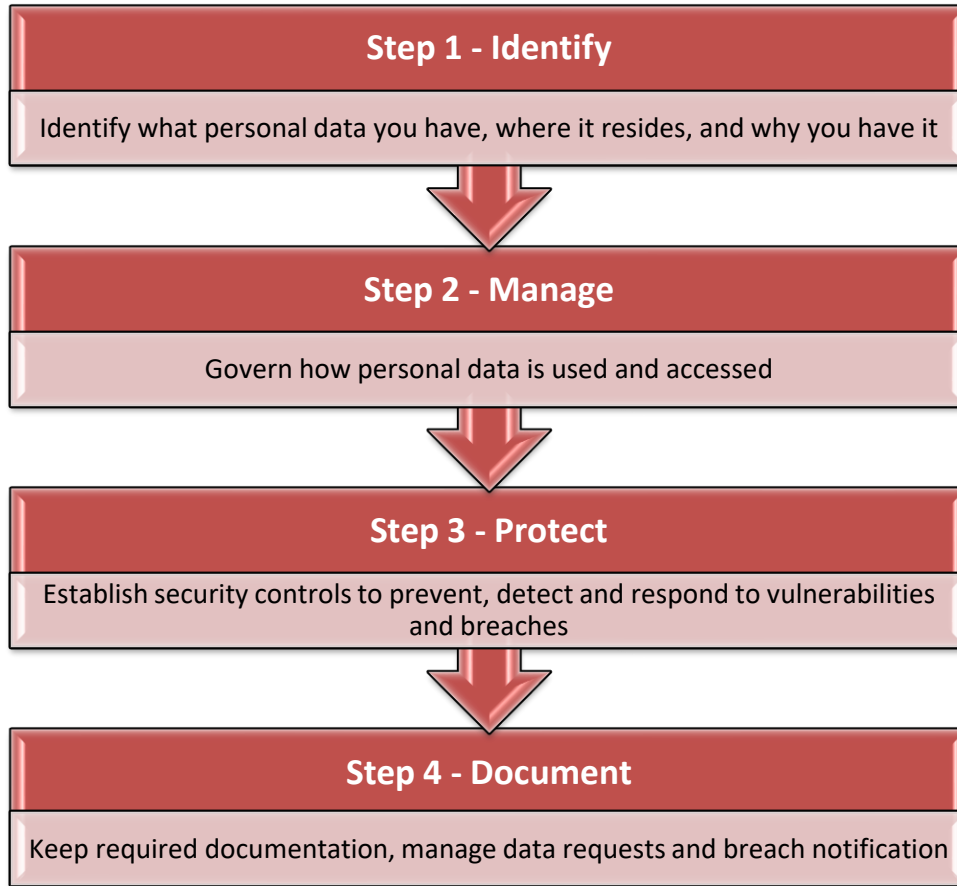 Step 1 - Identify
Identify what personal data you have, where it resides, and why you have it
Step 2 - Manage
Govern how personal data is used and accessed
Step 3 - Protect
Establish security controls to prevent, detect and respond to vulnerabilities
and breaches
Step 4 - Document
Keep required documentation, manage data requests and breach notification